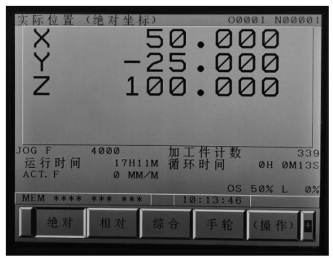 实际位置（绝对坐标） O0001 N00001
X 50.000
Y -25.000
Z 100.000
JOG F 4000 加工件计数 339
运行时间 17H11M 循环时间 0H 0M13S
ACT.F 0 MM/M
OS 50% L 0%
MEM **** *** *** 10:13:46
绝对 相对 综合 手轮 (操作)